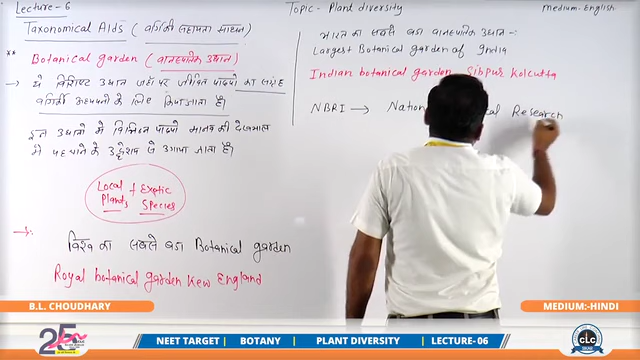 Lecture-6
Taxonomical Aids (वर्गिकी सहायता साधन)
** Botanical garden (वानस्पतिक उद्यान)
→ ये विशिष्ट उद्यान जहाँ पर जीवित पादपो का संग्रह
वर्गिकी अध्ययनो के लिए किया जाता है।
इन उद्यानो मे विभिन्न पादपो की देखभाल
मे पहचाने के उद्देश्य से उगाया जाता है।
Local + Exotic
Plants Species
→ विश्व का सबसे बडा Botanical garden
Royal botanical garden Kew England
Topic - Plant diversity
Medium:- English
भारत का सबसे बडा वानस्पतिक उद्यान -:
Largest Botanical garden of India
Indian botanical garden Sibpur Kolcutta
NBRI → Nation cal Research
B.L. CHOUDHARY
MEDIUM:-HINDI
25
NEET TARGET BOTANY PLANT DIVERSITY LECTURE- 06
CLC